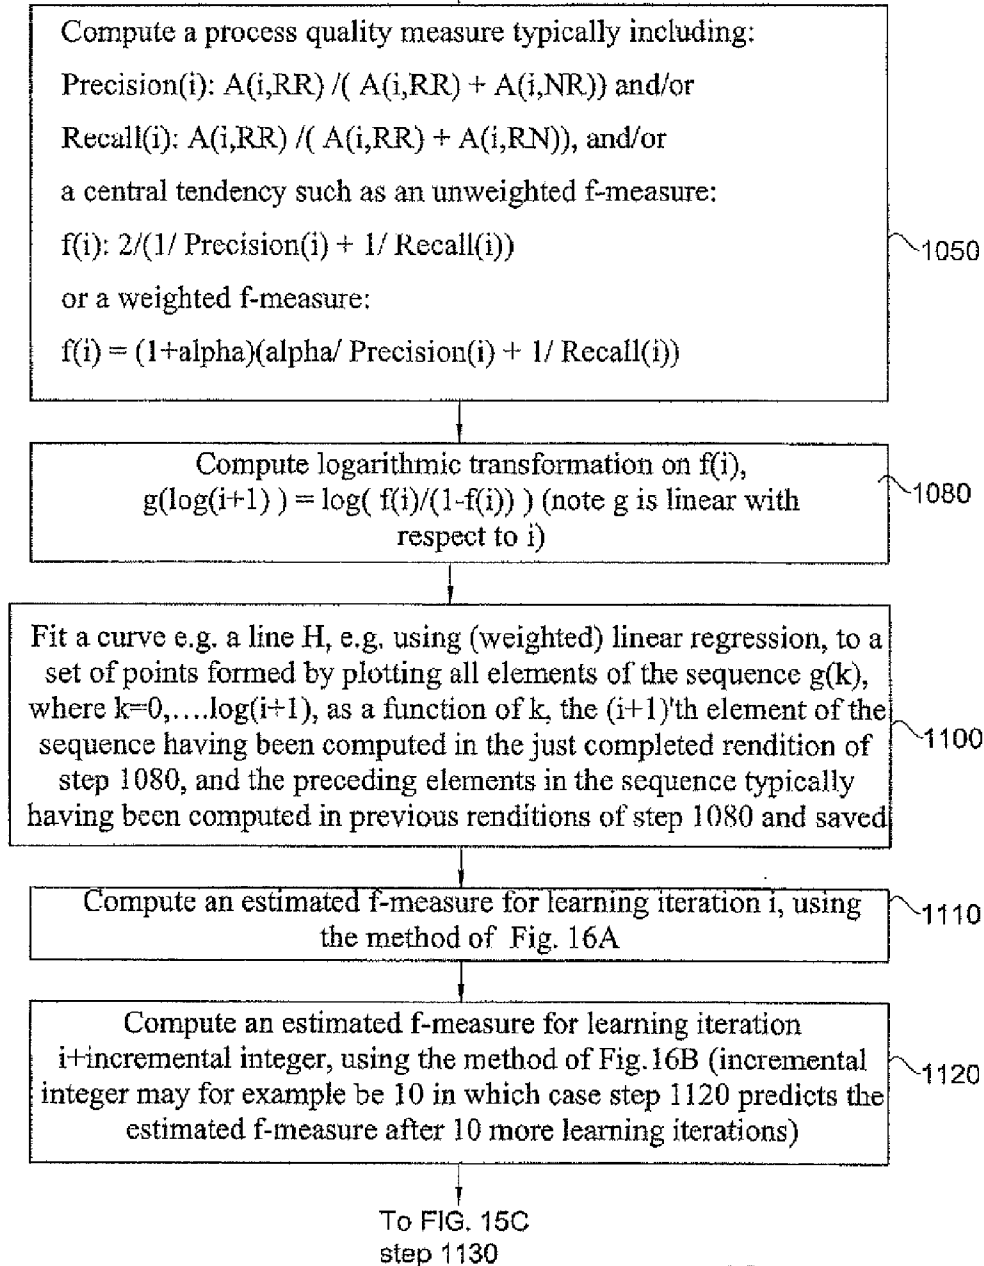 Compute a process quality measure typically including:
Precision(i): A(i,RR) /( A(i,RR) + A(i,NR)) and/or
Recall(i): A(i,RR) /( A(i,RR) + A(i,RN)), and/or
a central tendency such as an unweighted f-measure:
f(i): 2/(1/ Precision(i) + 1/ Recall(i))
or a weighted f-measure:
f(i) = (1+alpha)(alpha/ Precision(i) + 1/ Recall(i))
1050
Compute logarithmic transformation on f(i),
g(log(i+1) ) = log( f(i)/(1-f(i)) ) (note g is linear with
respect to i)
1080
Fit a curve e.g. a line H, e.g. using (weighted) linear regression, to a
set of points formed by plotting all elements of the sequence g(k),
where k=0,....log(i+1), as a function of k, the (i+1)'th element of the
sequence having been computed in the just completed rendition of
step 1080, and the preceding elements in the sequence typically
having been computed in previous renditions of step 1080 and saved
1100
Compute an estimated f-measure for learning iteration i, using
the method of Fig. 16A
1110
Compute an estimated f-measure for learning iteration
i+incremental integer, using the method of Fig.16B (incremental
integer may for example be 10 in which case step 1120 predicts the
estimated f-measure after 10 more learning iterations)
1120
To FIG. 15C
step 1130